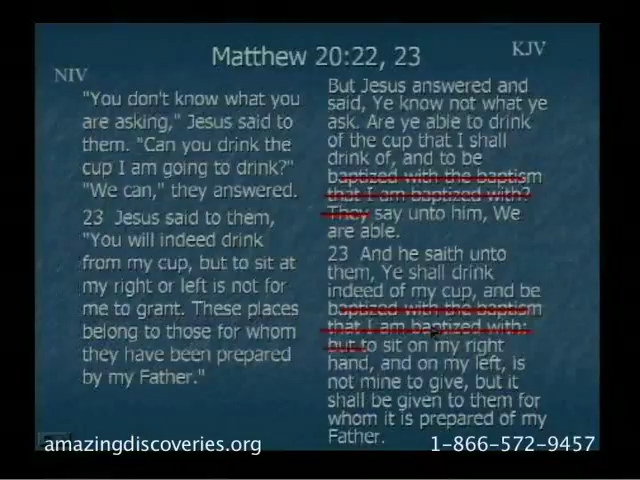 Matthew 20:22, 23
KJV
NIV
"You don't know what you
are asking," Jesus said to
them. "Can you drink the
cup I am going to drink?"
"We can," they answered.
23 Jesus said to them,
"You will indeed drink
from my cup, but to sit at
my right or left is not for
me to grant. These places
belong to those for whom
they have been prepared
by my Father."
But Jesus answered and
said, Ye know not what ye
ask. Are ye able to drink
of the cup that I shall
drink of, and to be
baptized with the baptism
that I am baptized with?
They say unto him, We
are able.
23 And he saith unto
them, Ye shall drink
indeed of my cup, and be
baptized with the baptism
that I am baptized with:
but to sit on my right
hand, and on my left, is
not mine to give, but it
shall be given to them for
whom it is prepared of my
Father.
amazingdiscoveries.org
1-866-572-9457